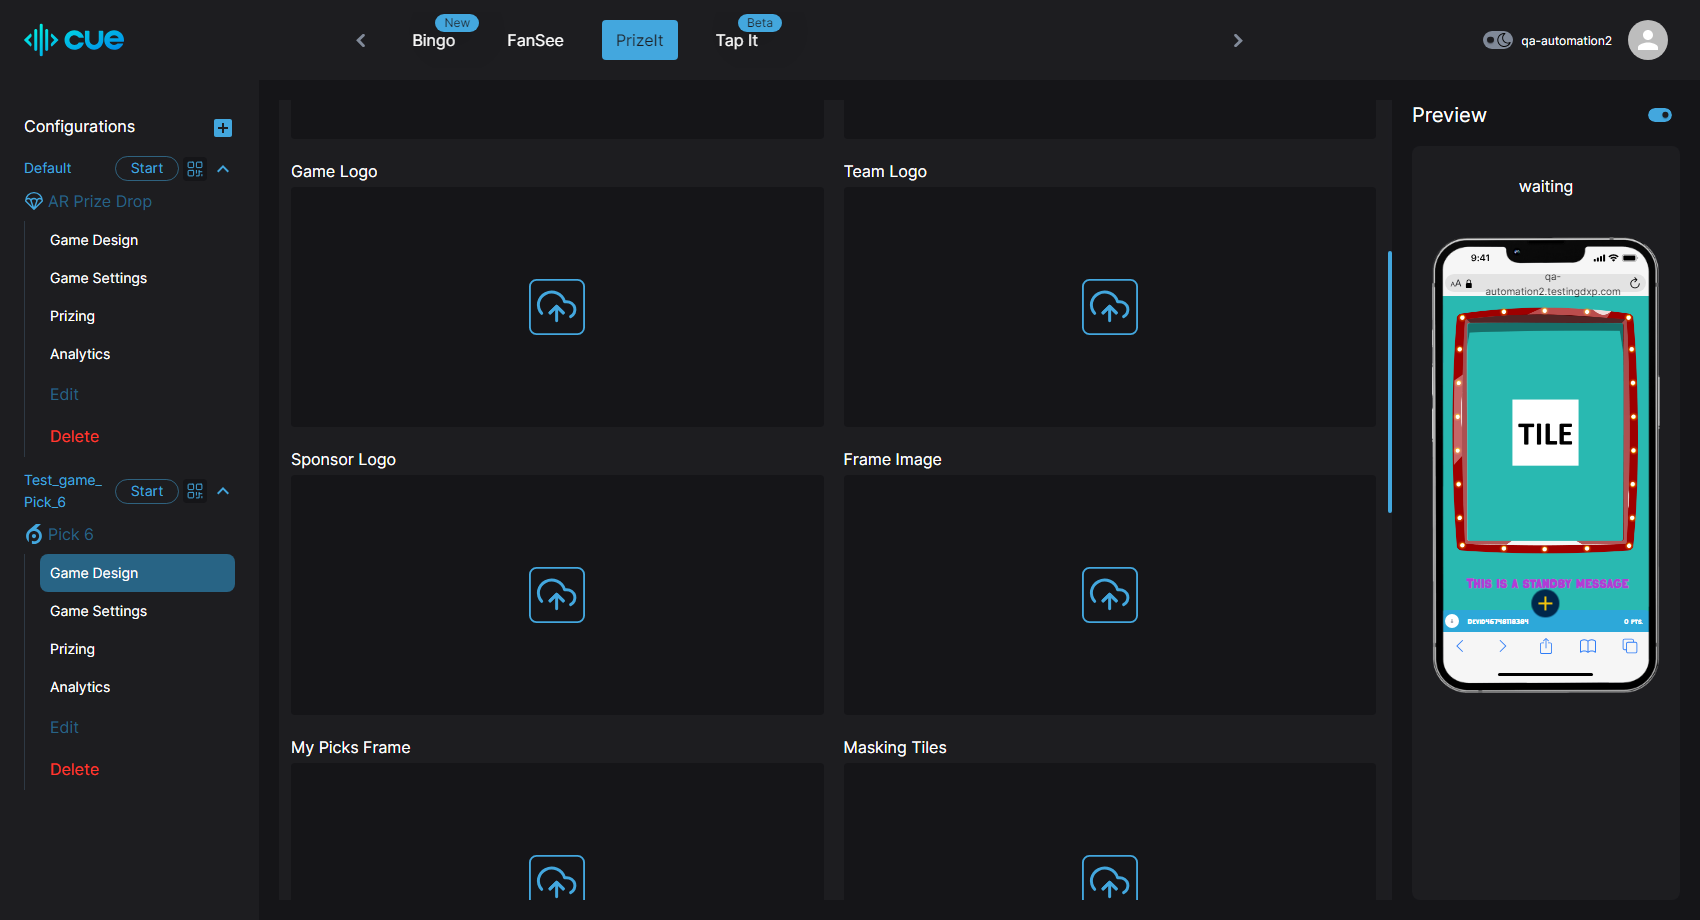 cue
New
Bingo
FanSee
PrizeIt
Beta
Tap It
qa-automation2
Configurations
Default
Start
AR Prize Drop
Game Design
Game Settings
Prizing
Analytics
Edit
Delete
Test_game_
Pick_6
Start
Pick 6
Game Design
Game Settings
Prizing
Analytics
Edit
Delete
Game Logo
Team Logo
Sponsor Logo
Frame Image
My Picks Frame
Masking Tiles
Preview
waiting
9:41
AA
qa-
automation2.testingdxp.com
TILE
THIS IS A STANDBY MESSAGE
0 PTS.